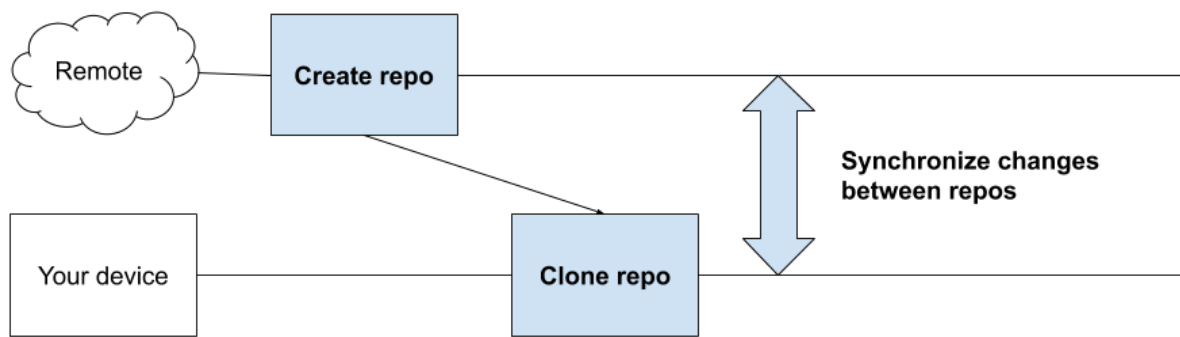 Remote
Create repo
Synchronize changes
between repos
Your device
Clone repo